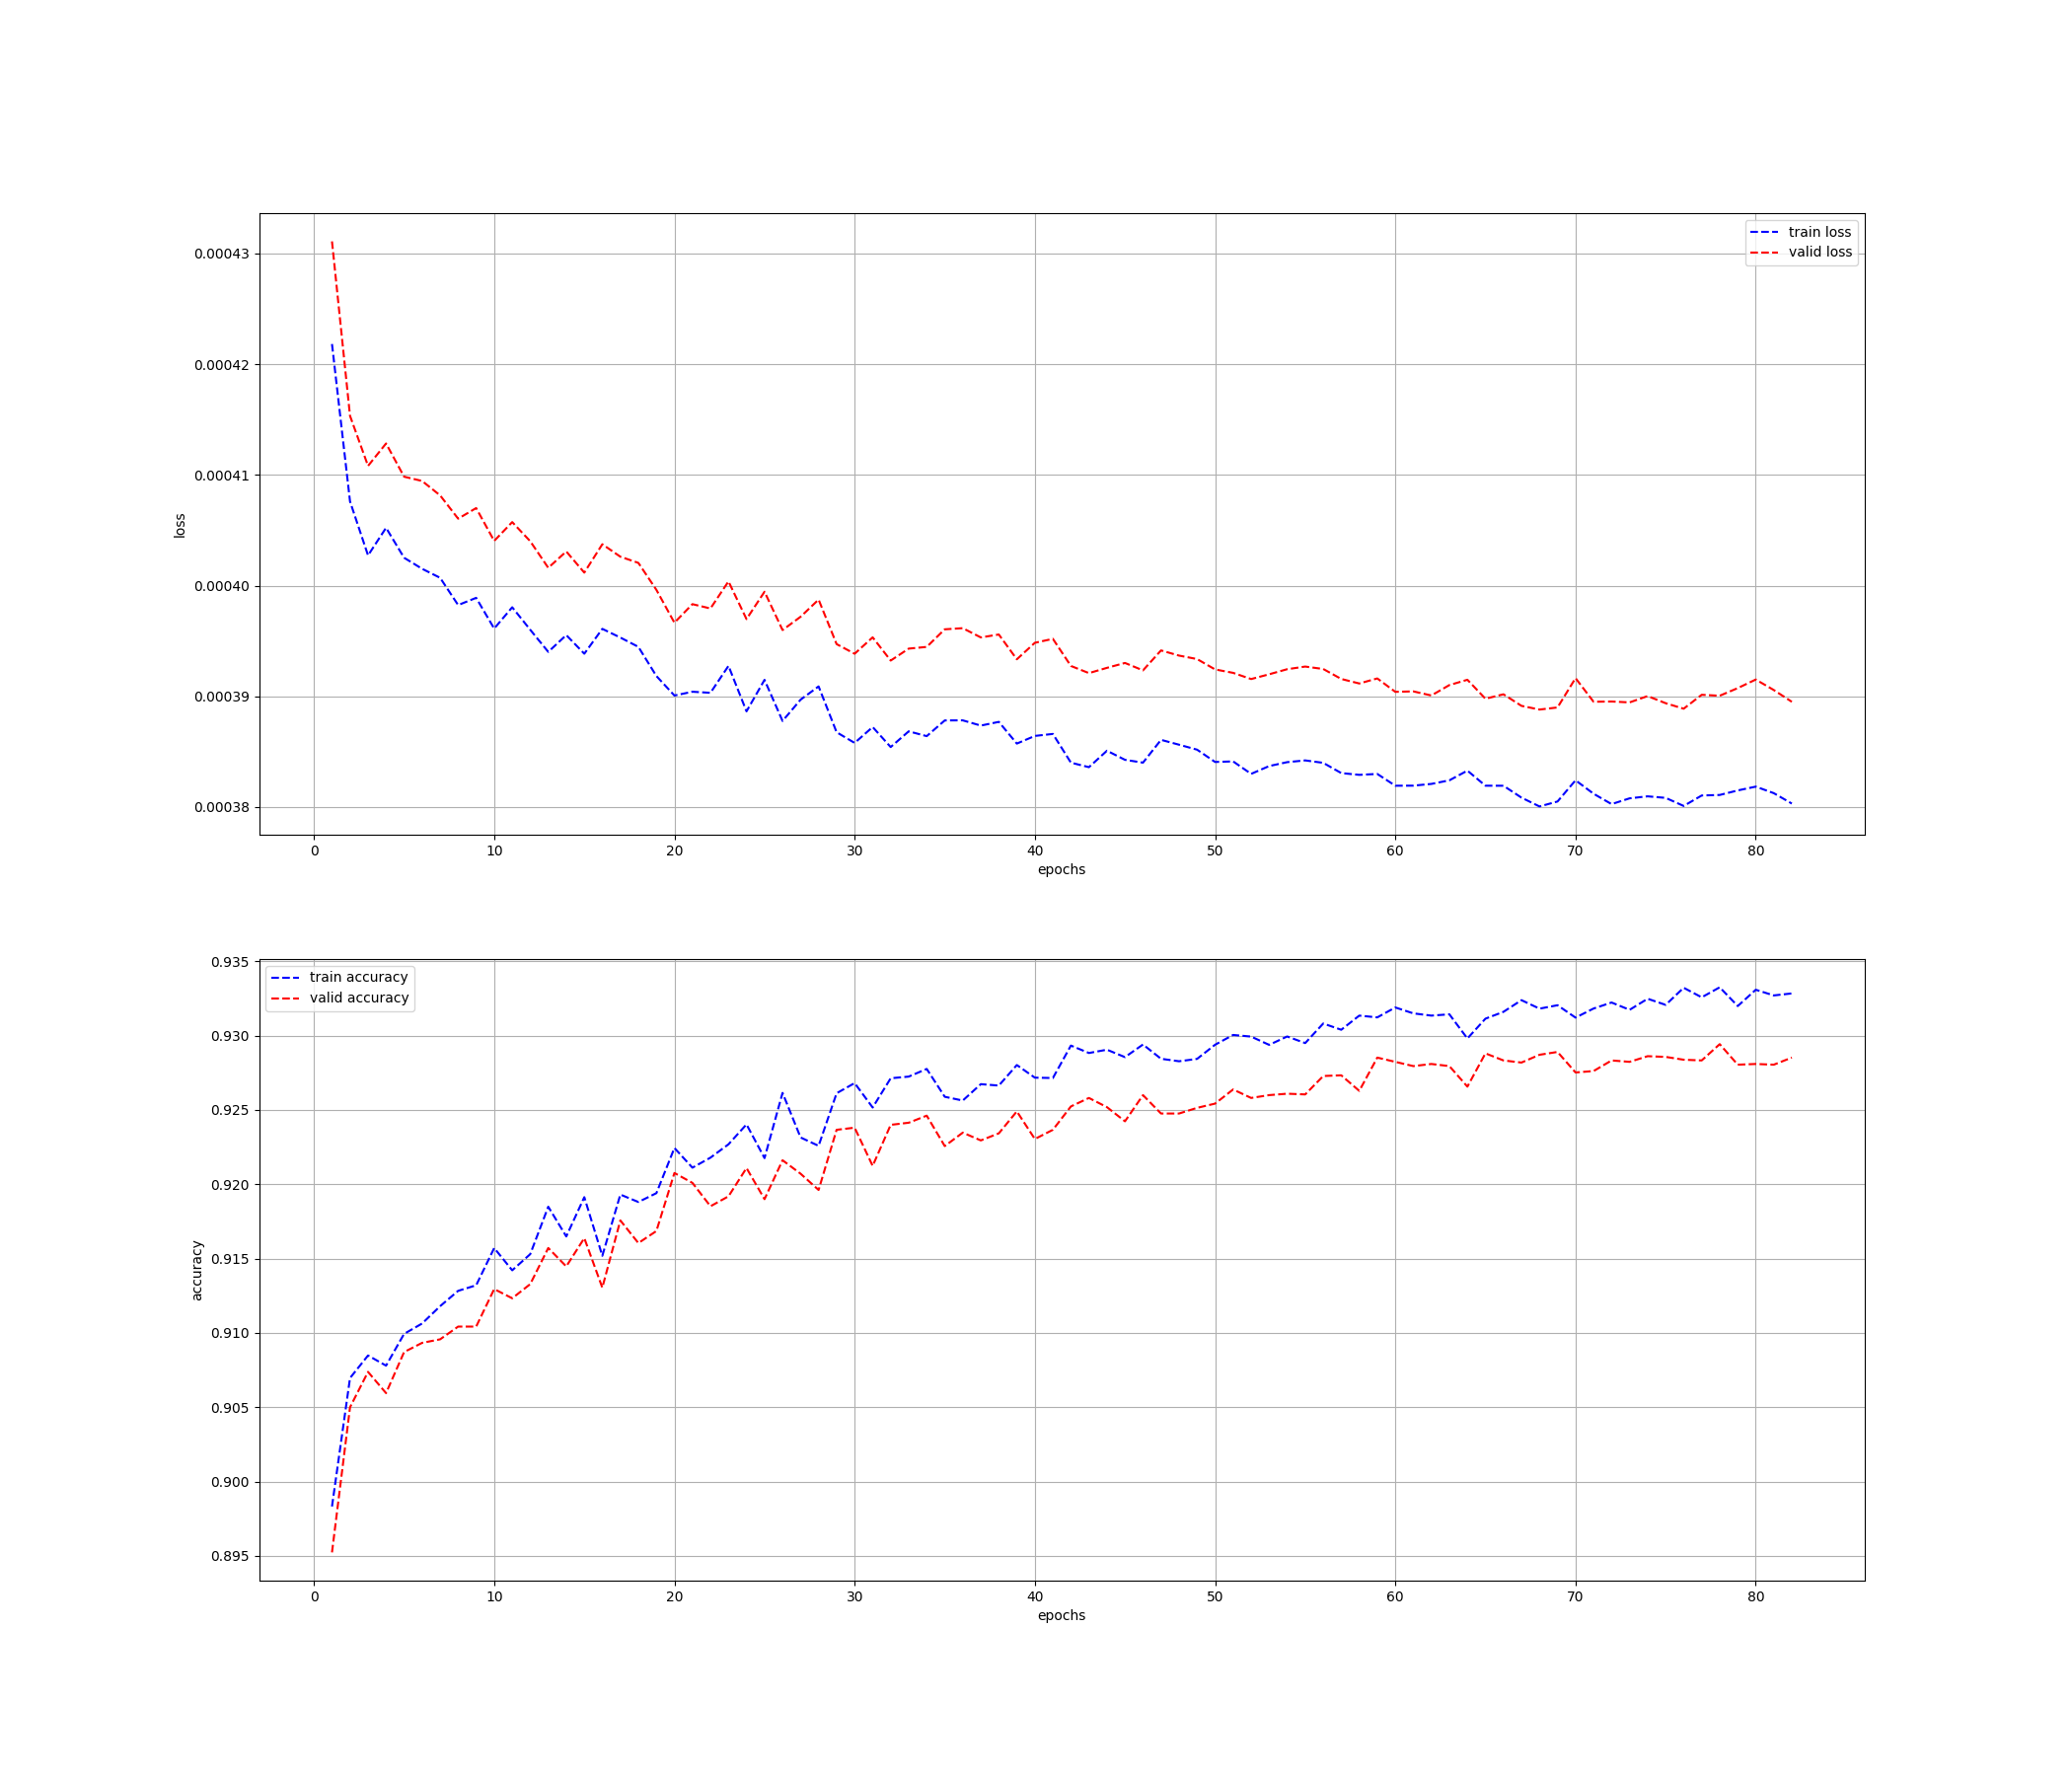 train loss
valid loss
0.00043
0.00042
0.00041
0.00040
0.00039
0.00038
loss
0 10 20 30 40 50 60 70 80
epochs
train accuracy
valid accuracy
0.935
0.930
0.925
0.920
0.915
0.910
0.905
0.900
0.895
accuracy
0 10 20 30 40 50 60 70 80
epochs